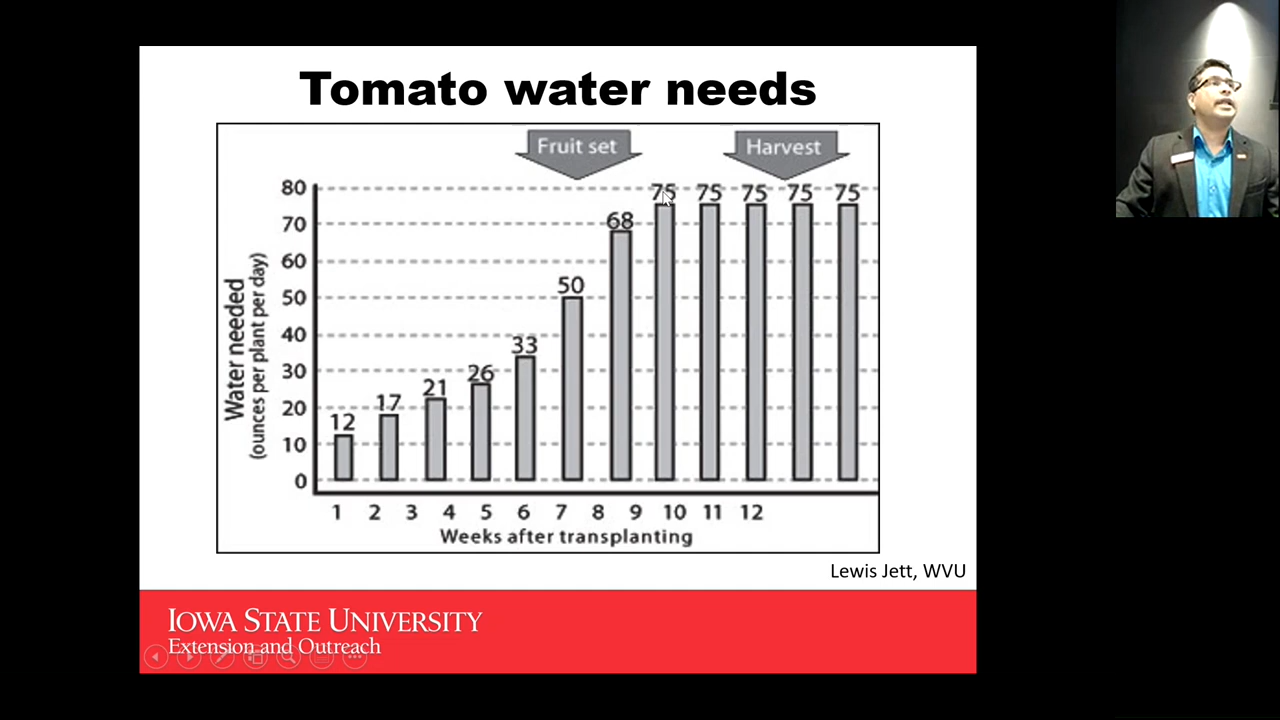 Tomato water needs
Fruit set
Harvest
80
70
60
50
40
30
20
10
0
Water needed
(ounces per plant per day)
12
17
21
26
33
50
68
75
75
75
75
75
1 2 3 4 5 6 7 8 9 10 11 12
Weeks after transplanting
Lewis Jett, WVU
IOWA STATE UNIVERSITY
Extension and Outreach